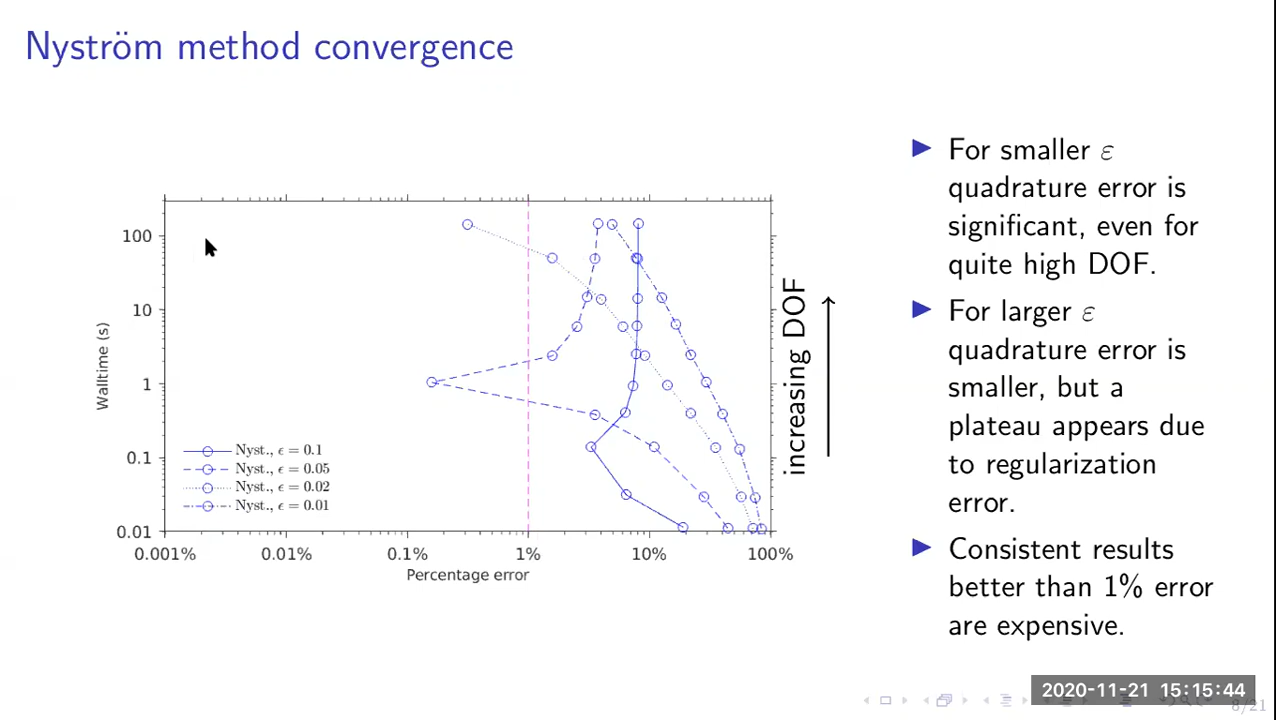 Nyström method convergence
100
10
1
0.1
0.01
Walltime (s)
Nyst., ϵ = 0.1
Nyst., ϵ = 0.05
Nyst., ϵ = 0.02
Nyst., ϵ = 0.01
0.001%
0.01%
0.1%
1%
10%
100%
Percentage error
increasing DOF
For smaller ε
quadrature error is
significant, even for
quite high DOF.
For larger ε
quadrature error is
smaller, but a
plateau appears due
to regularization
error.
Consistent results
better than 1% error
are expensive.
2020-11-21 15:15:44
8/21